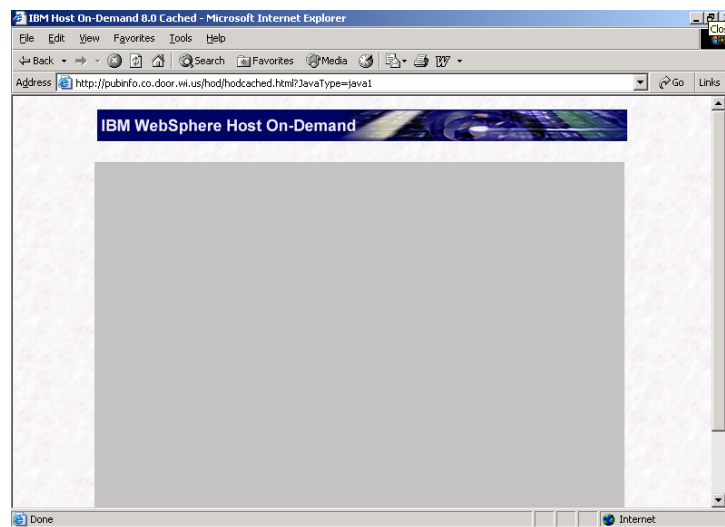 IBM Host On-Demand 8.0 Cached - Microsoft Internet Explorer
File Edit View Favorites Tools Help
Back Search Favorites Media
Address http://pubinfo.co.door.wi.us/hod/hodcached.html?JavaType=java1 Go Links
IBM WebSphere Host On-Demand
Done Internet